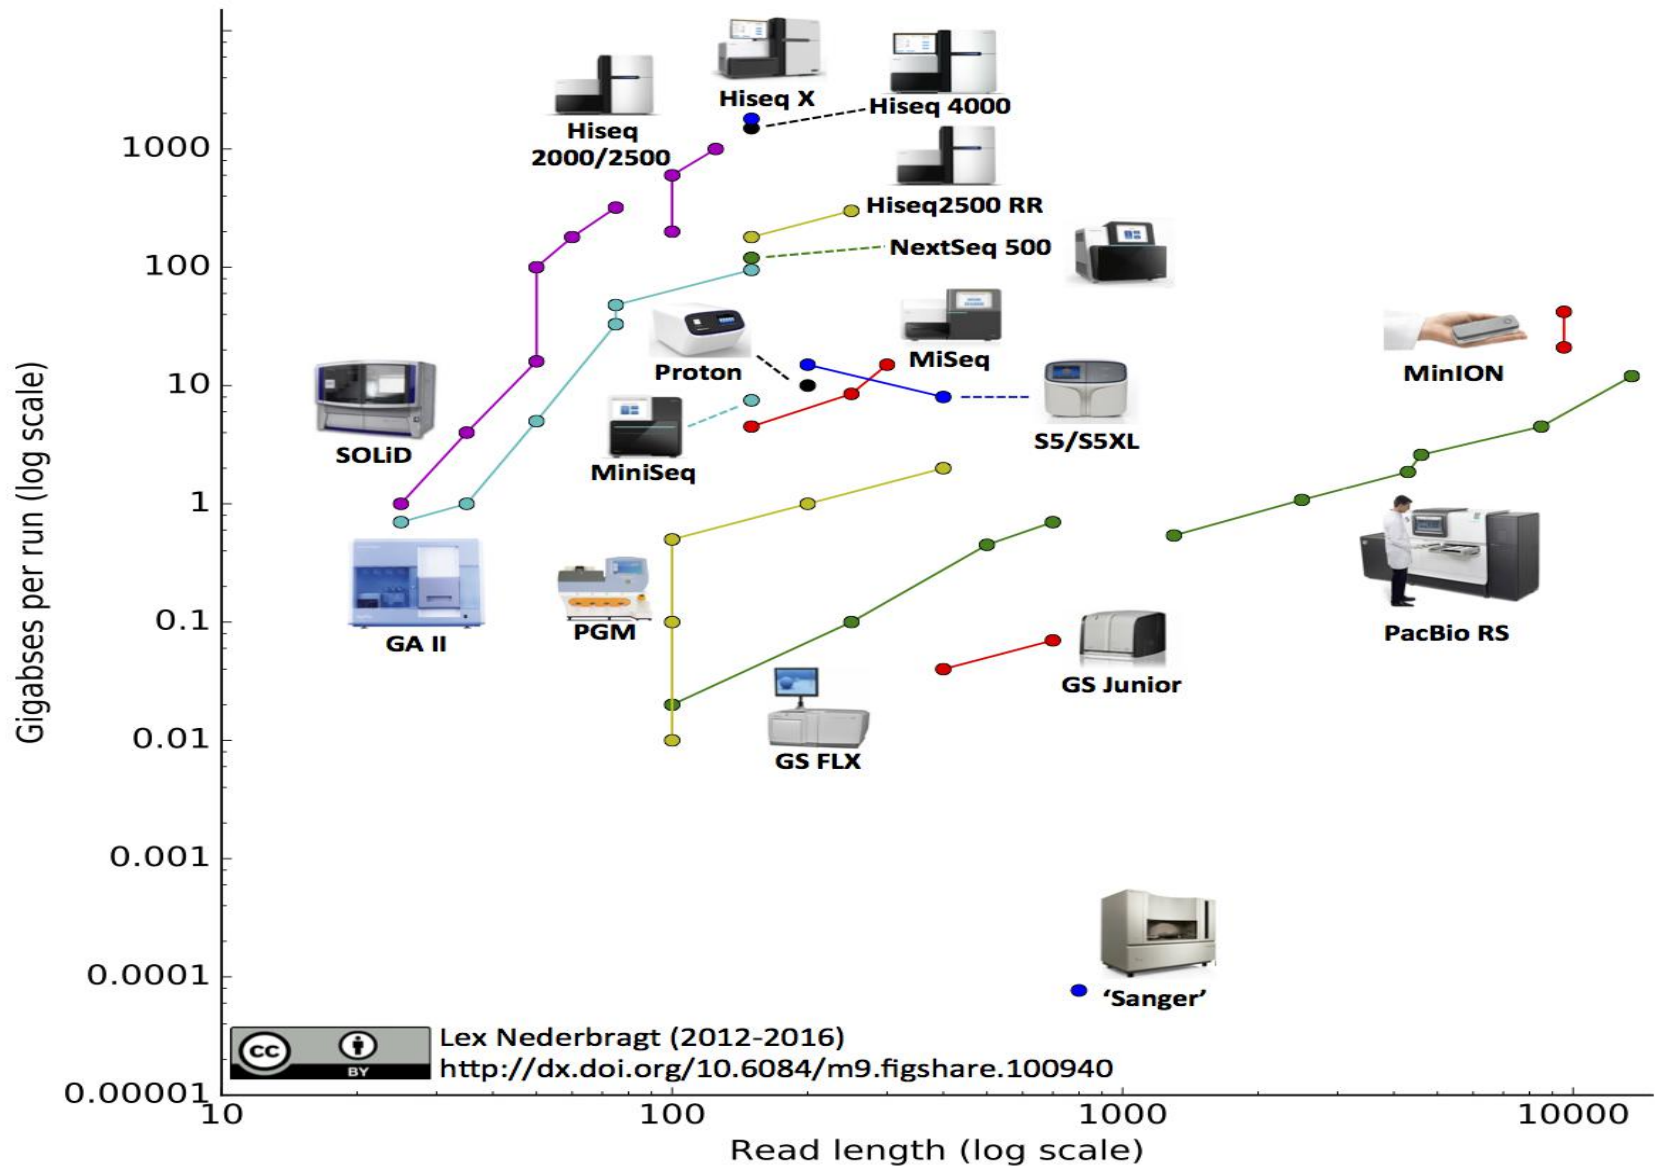 Hiseq X
Hiseq 4000
Hiseq
2000/2500
1000
Hiseq2500 RR
NextSeq 500
100
MiSeq
MinION
Proton
10
S5/S5XL
SOLiD
MiniSeq
1
GA II
PGM
0.1
PacBio RS
GS Junior
0.01
GS FLX
0.001
0.0001
‘Sanger’
cc
BY
Lex Nederbragt (2012-2016)
http://dx.doi.org/10.6084/m9.figshare.100940
0.00001
10
100
1000
10000
Read length (log scale)
Gigabses per run (log scale)